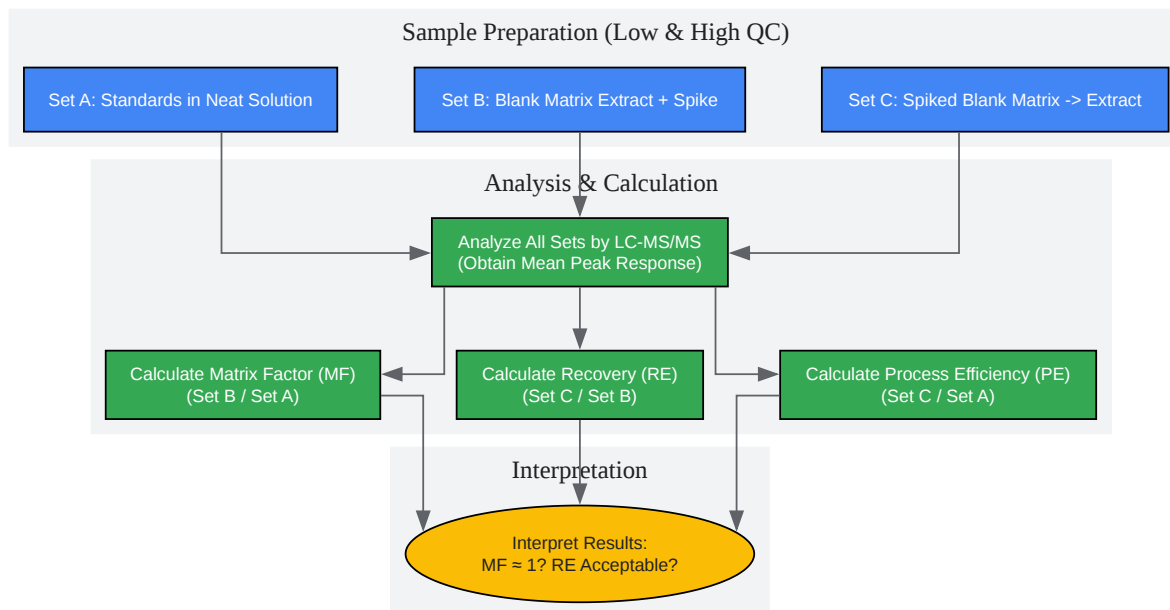 Sample Preparation (Low & High QC)
Set A: Standards in Neat Solution
Set B: Blank Matrix Extract + Spike
Set C: Spiked Blank Matrix -> Extract
Analysis & Calculation
Analyze All Sets by LC-MS/MS
(Obtain Mean Peak Response)
Calculate Matrix Factor (MF)
(Set B / Set A)
Calculate Recovery (RE)
(Set C / Set B)
Calculate Process Efficiency (PE)
(Set C / Set A)
Interpretation
Interpret Results:
MF ≈ 1? RE Acceptable?